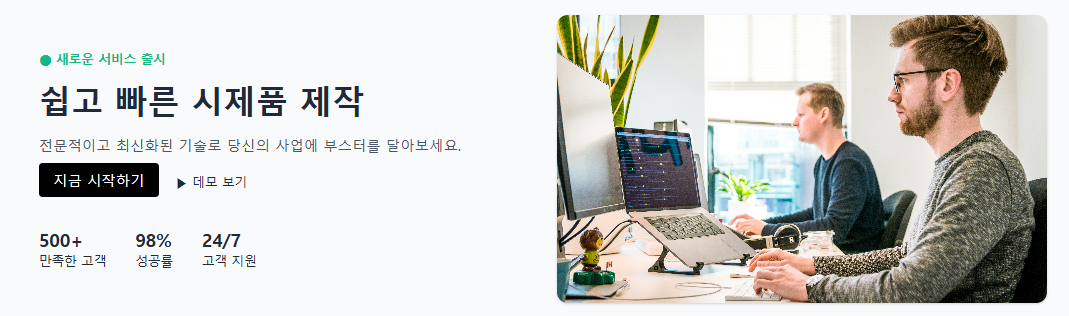 ● 새로운 서비스 출시
쉽고 빠른 시제품 제작
전문적이고 최신화된 기술로 당신의 사업에 부스터를 달아보세요.
지금 시작하기 ▶ 데모 보기
500+ 98% 24/7
만족한 고객 성공률 고객 지원